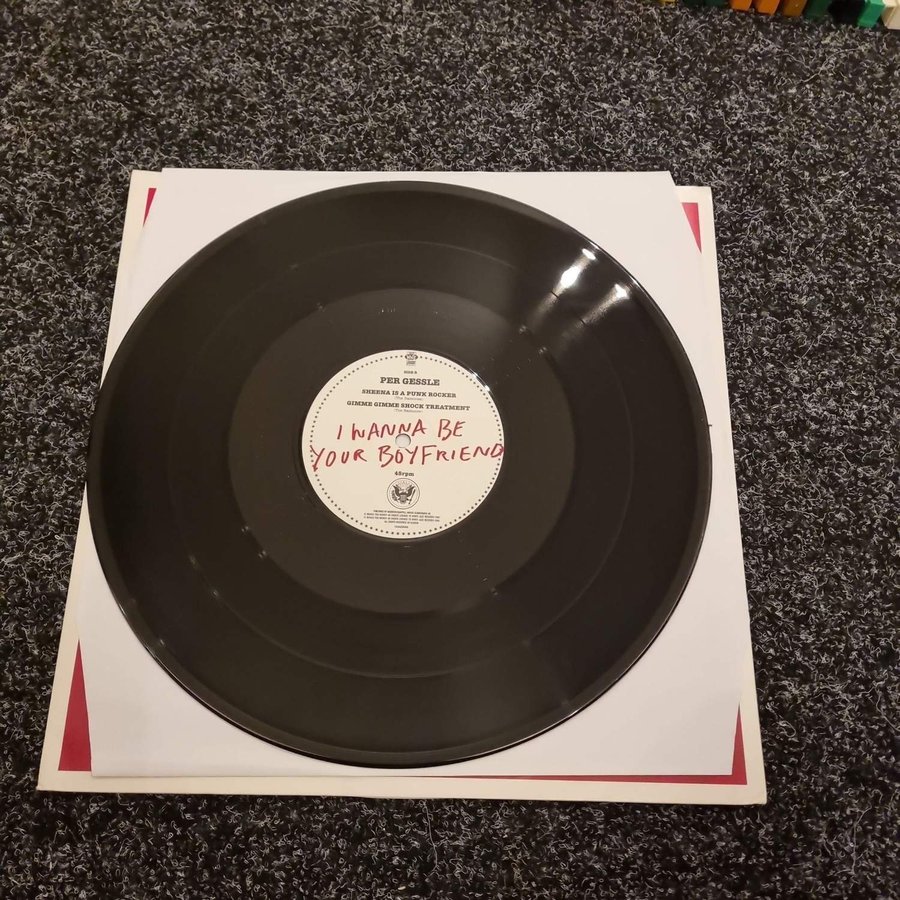 SIDE B
PER GESSLE
SHEENA IS A PUNK ROCKER
(The Ramones)
GIMME GIMME SHOCK TREATMENT
(The Ramones)
I WANNA BE
YOUR BOYFRIEND
45rpm